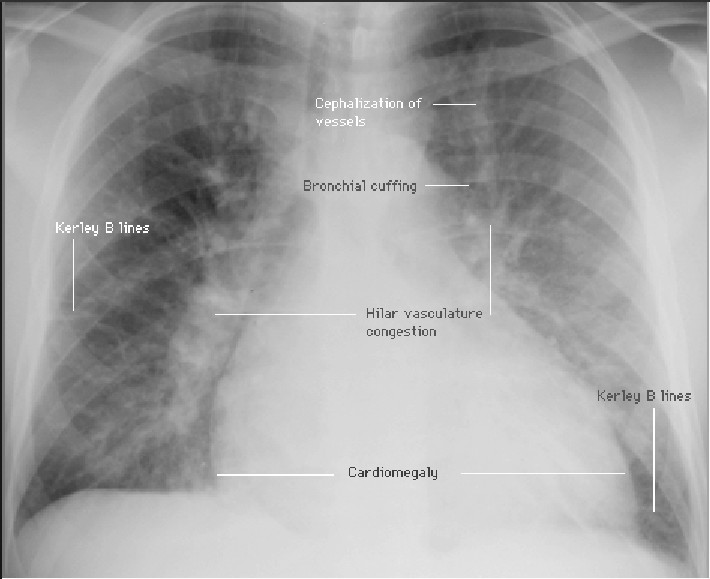 Cephalization of
vessels
Bronchial cuffing
Kerley B lines
Hilar vasculature
congestion
Kerley B lines
Cardiomegaly